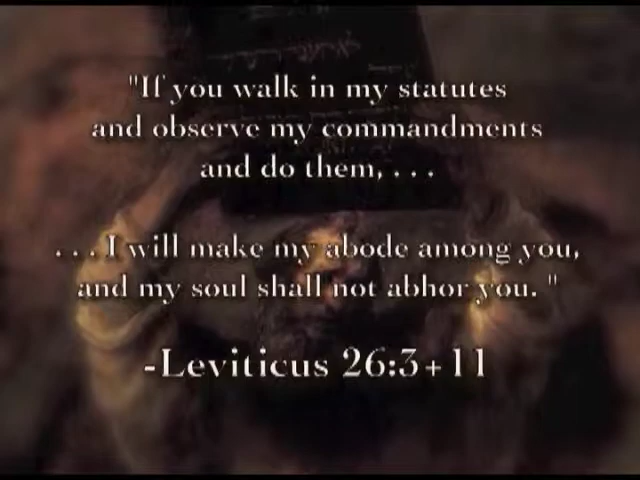 "If you walk in my statutes
and observe my commandments
and do them, . . .
. . . I will make my abode among you,
and my soul shall not abhor you. "
-Leviticus 26:3+11